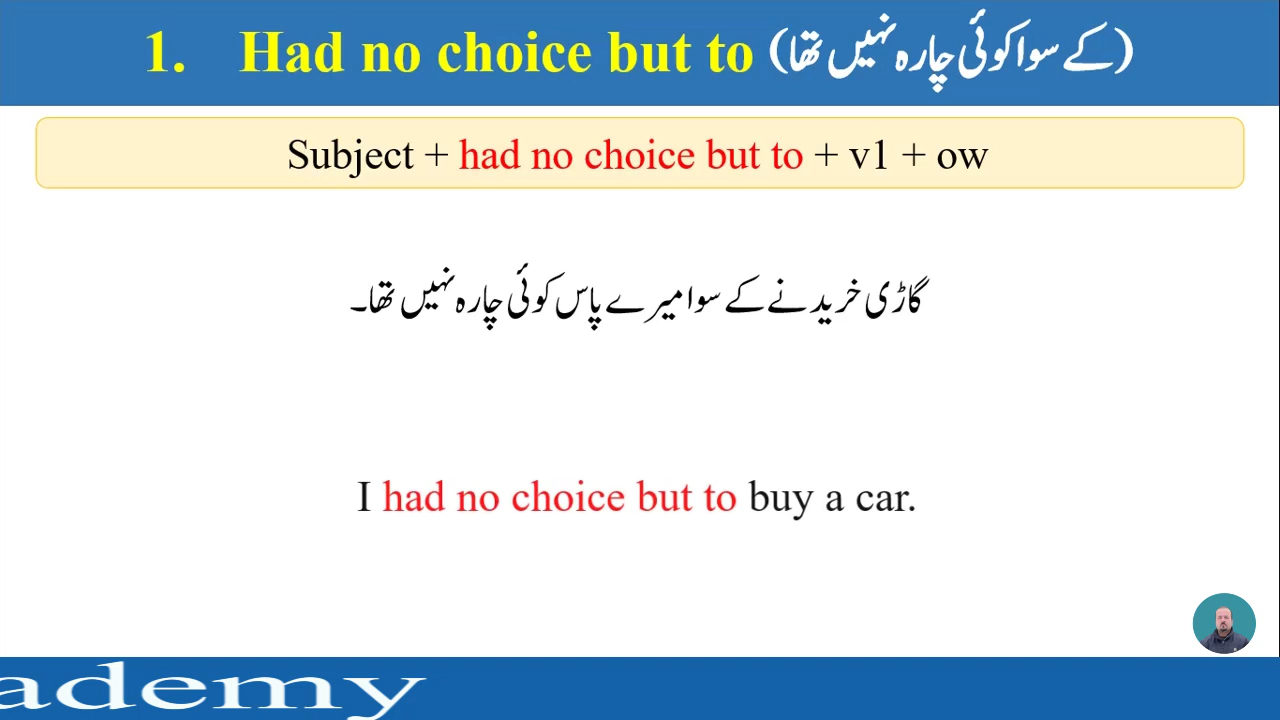 1. Had no choice but to (کے سوا کوئی چارہ نہیں تھا)
Subject + had no choice but to + v1 + ow
گاڑی خریدنے کے سوا میرے پاس کوئی چارہ نہیں تھا۔
I had no choice but to buy a car.
ademy